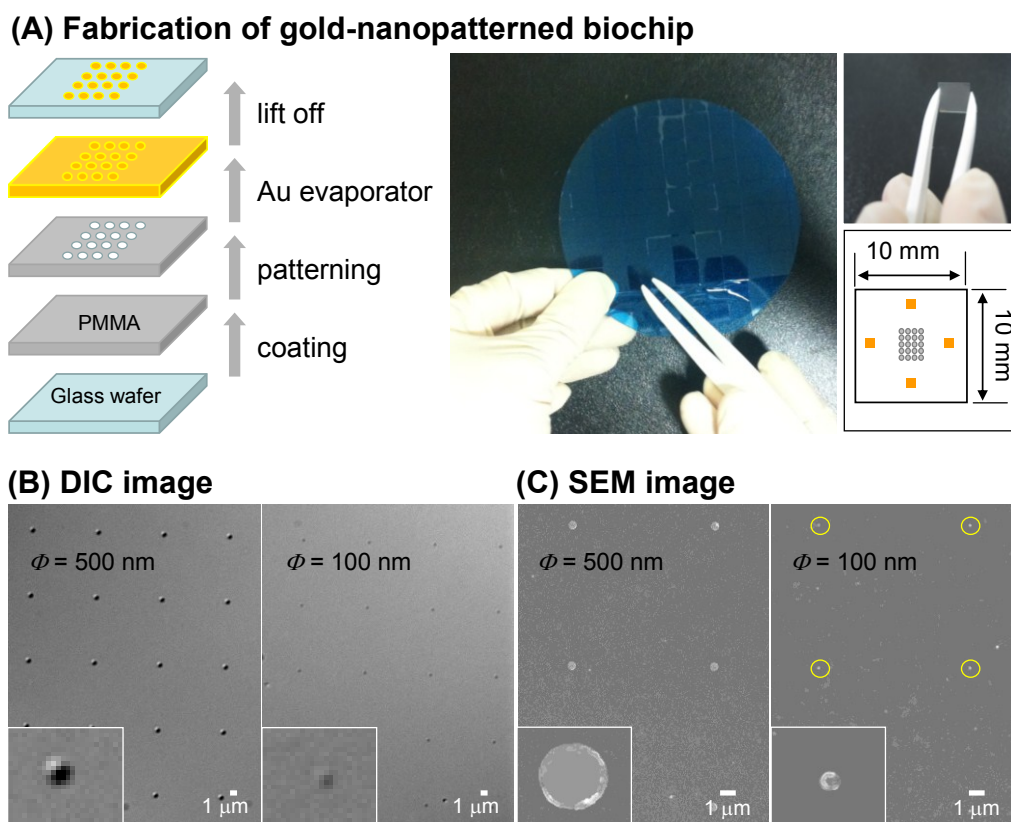 (A) Fabrication of gold-nanopatterned biochip
lift off
Au evaporator
patterning
PMMA
coating
Glass wafer
10 mm
10 mm
(B) DIC image
Φ = 500 nm
Φ = 100 nm
1 μm
1 μm
(C) SEM image
Φ = 500 nm
Φ = 100 nm
1 μm
1 μm